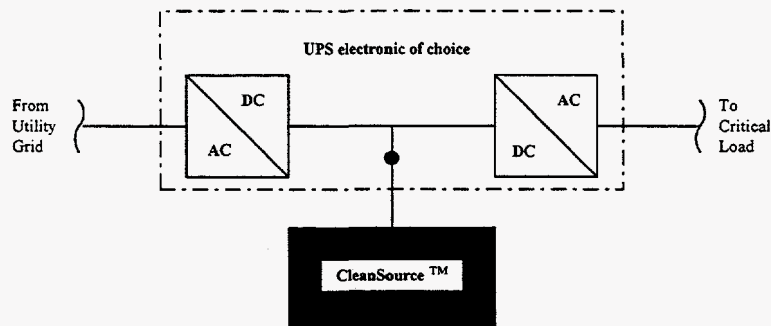 UPS electronic of choice
From
Utility
Grid
DC
AC
AC
DC
To
Critical
Load
CleanSource ™